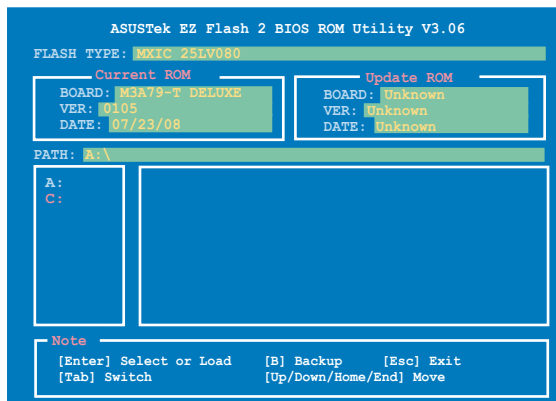 ASUSTek EZ Flash 2 BIOS ROM Utility V3.06
FLASH TYPE: MXIC 25LV080
Current ROM
BOARD: M3A79-T DELUXE
VER: 0105
DATE: 07/23/08
Update ROM
BOARD: Unknown
VER: Unknown
DATE: Unknown
PATH: A:\
A:
C:
Note
[Enter] Select or Load [B] Backup [Esc] Exit
[Tab] Switch [Up/Down/Home/End] Move